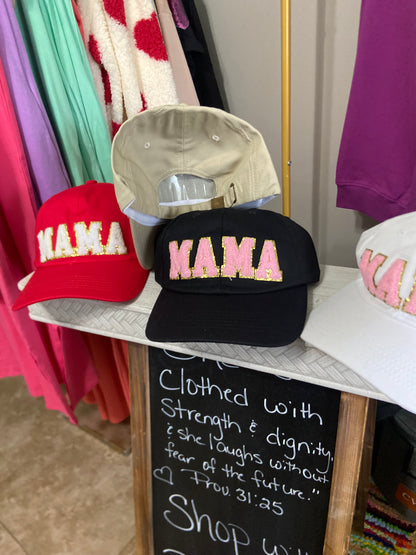 MAMA
MAMA
MA
Clothed with
Strength & dignity,
& she laughs without
fear of the future."
Prov. 31:25
Shop